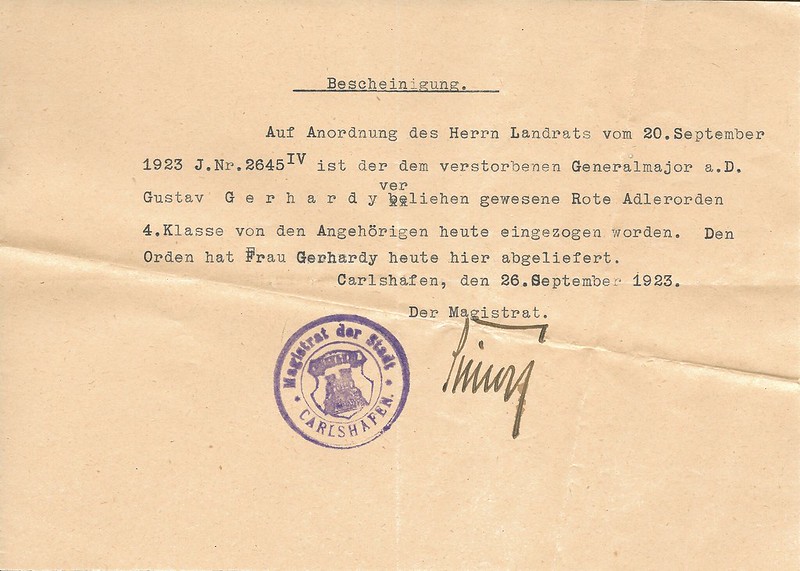 Bescheinigung.
Auf Anordnung des Herrn Landrats vom 20.September
1923 J.Nr.2645 IV ist der dem verstorbenen Generalmajor a.D.
ver
Gustav G e r h a r d y beliehen gewesene Rote Adlerorden
4.Klasse von den Angehörigen heute eingezogen worden. Den
Orden hat Frau Gerhardy heute hier abgeliefert.
Carlshafen, den 26.September 1923.
Der Magistrat.
Magistrat der Stadt
* CARLSHAFEN. *